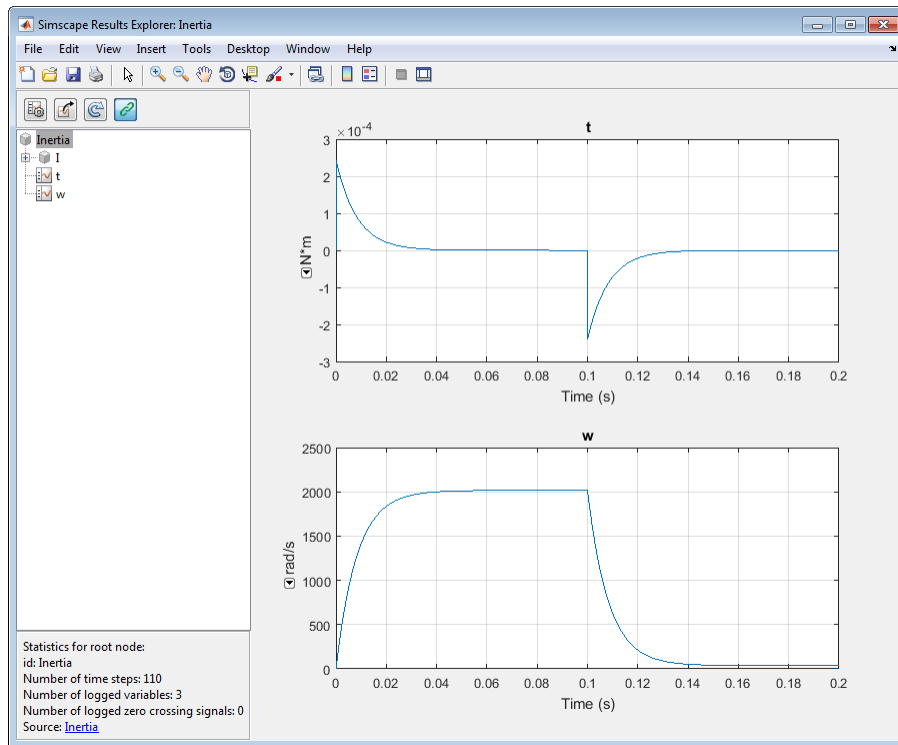 Simscape Results Explorer: Inertia
File Edit View Insert Tools Desktop Window Help
Inertia
I
t
w
t
×10-4
3
2
1
0
-1
-2
-3
N*m
0 0.02 0.04 0.06 0.08 0.1 0.12 0.14 0.16 0.18 0.2
Time (s)
w
2500
2000
1500
1000
500
0
rad/s
0 0.02 0.04 0.06 0.08 0.1 0.12 0.14 0.16 0.18 0.2
Time (s)
Statistics for root node:
id: Inertia
Number of time steps: 110
Number of logged variables: 3
Number of logged zero crossing signals: 0
Source: Inertia